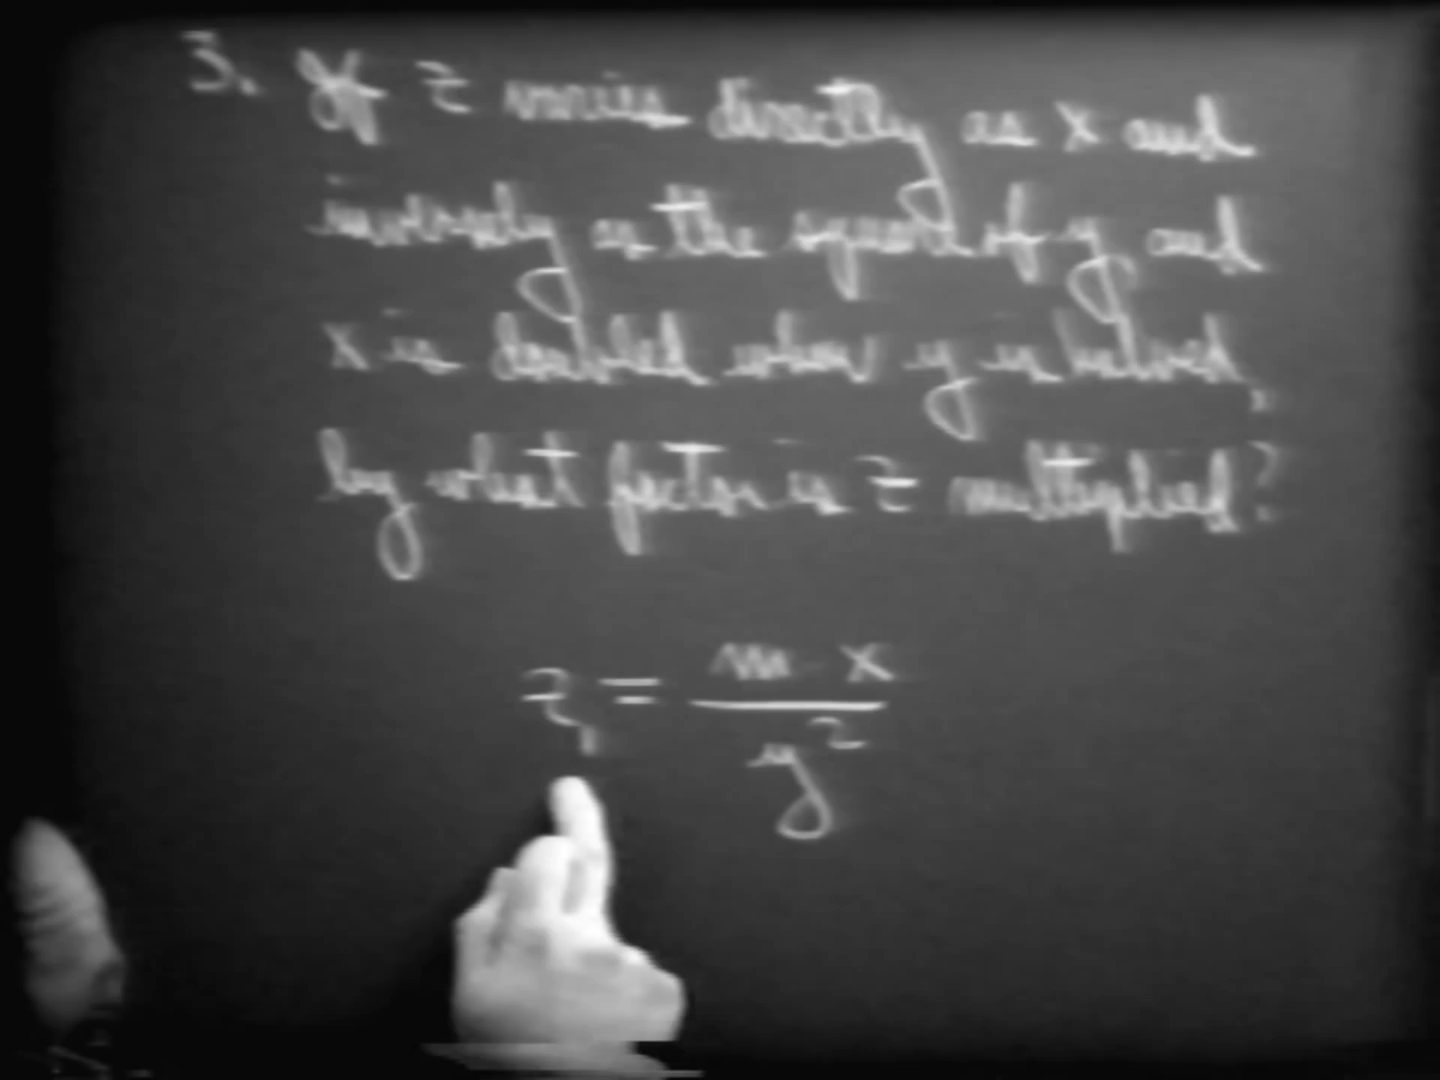 3. If z varies directly as x and
inversely as the square of y and
x is doubled when y is halved,
by what factor is z multiplied?
z₁ = m x / y²